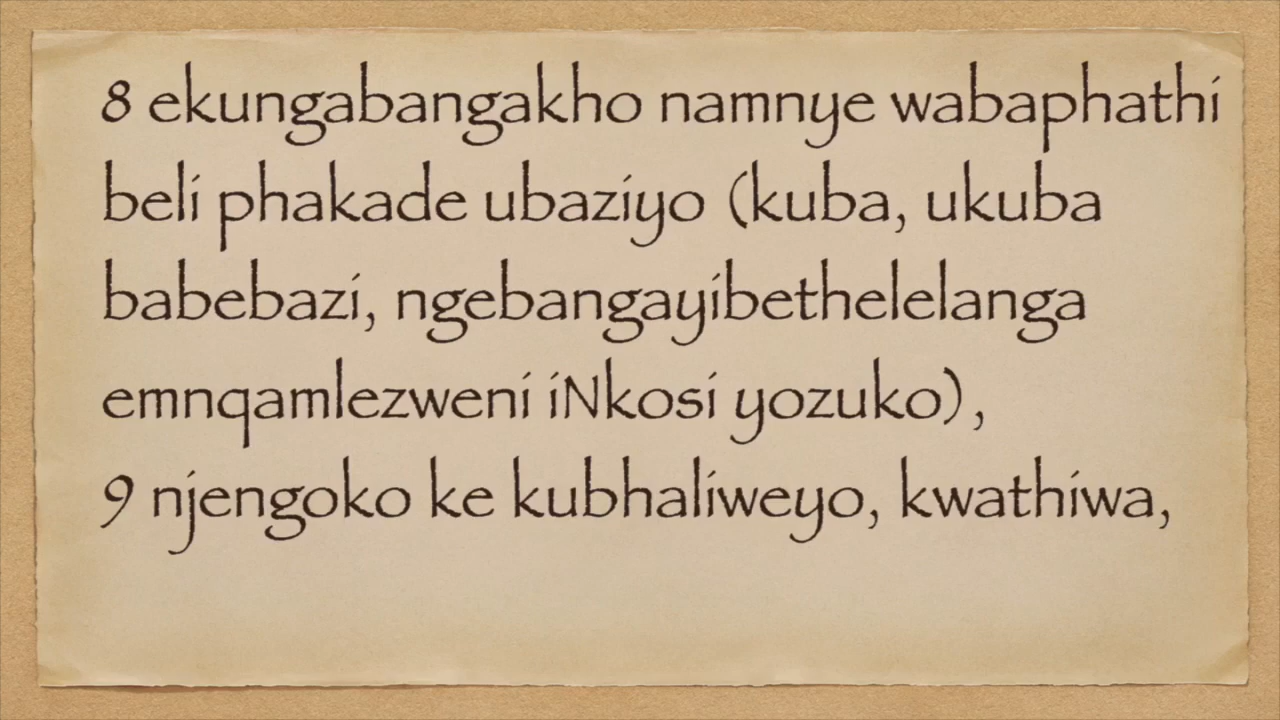 8 ekungabangakho namnye wabaphathi
beli phakade ubaziyo (kuba, ukuba
babebazi, ngebangayibethelelanga
emnqamlezweni iNkosi yozuko),
9 njengoko ke kubhaliweyo, kwathiwa,